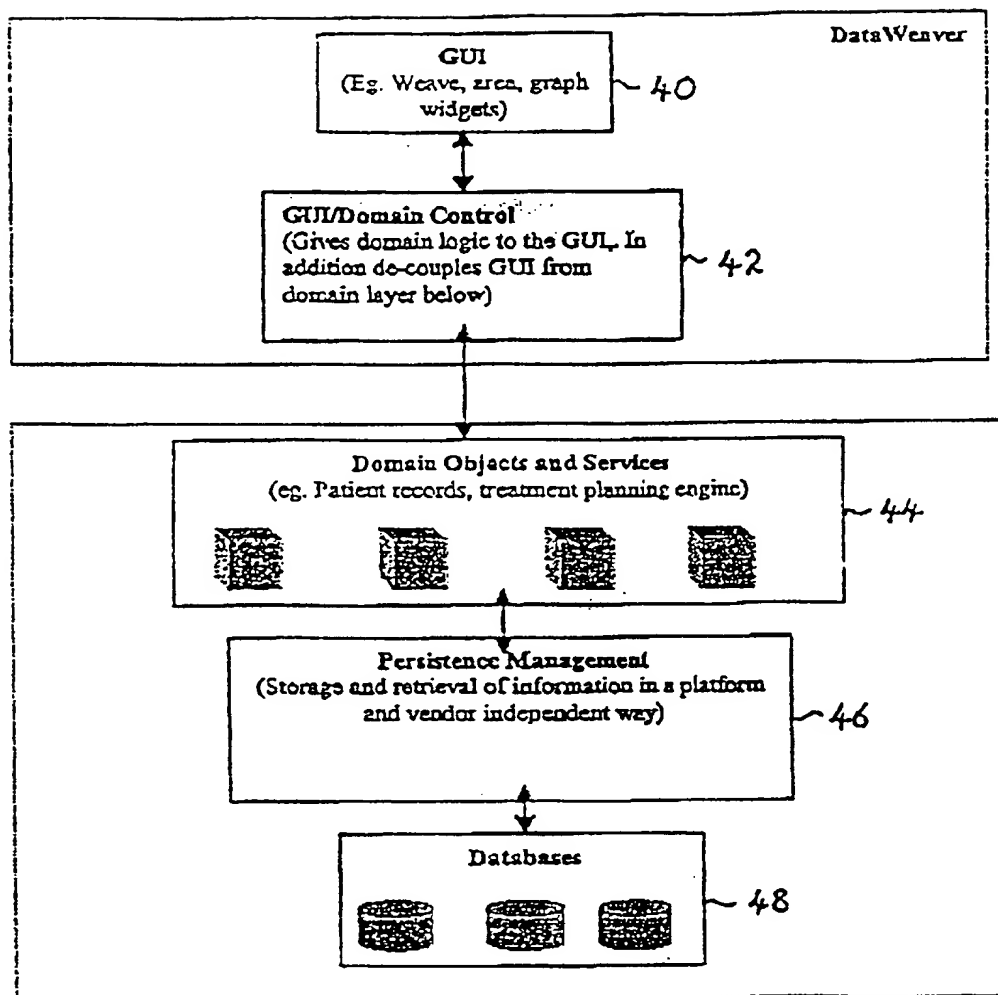 DataWeaver
GUI
(Eg. Weave, area, graph
widgets)
40
GUI/Domain Control
(Gives domain logic to the GUI. In
addition de-couples GUI from
domain layer below)
42
Domain Objects and Services
(eg. Patient records, treatment planning engine)
44
Persistence Management
(Storage and retrieval of information in a platform
and vendor independent way)
46
Databases
48